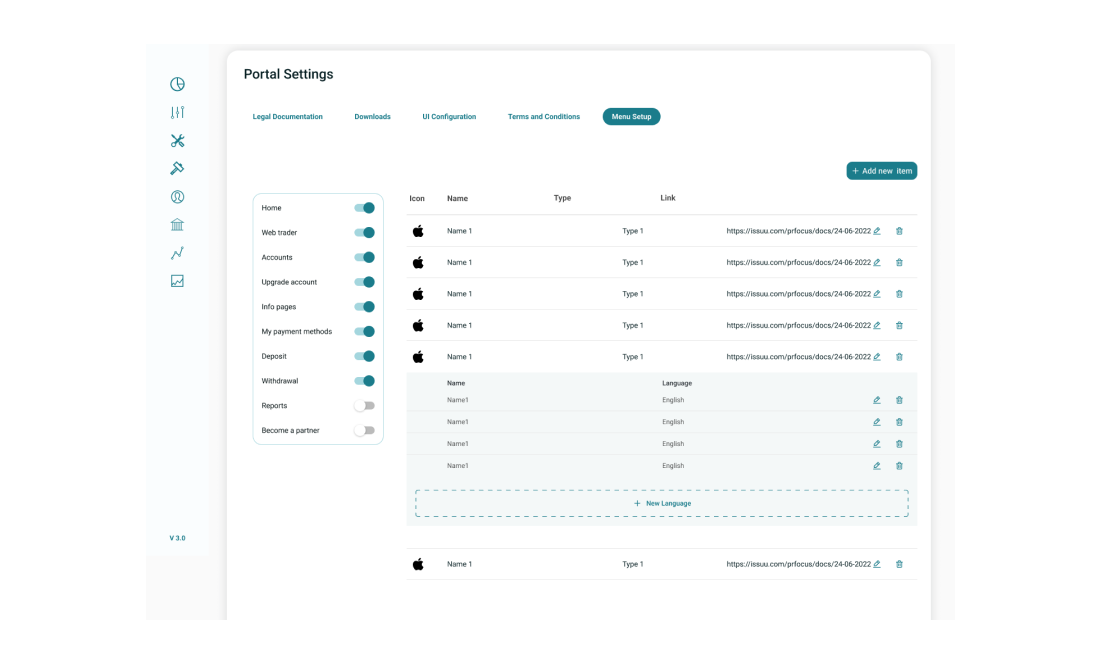 Portal Settings
Legal Documentation Downloads UI Configuration Terms and Conditions Menu Setup
+ Add new item
Home
Web trader
Accounts
Upgrade account
Info pages
My payment methods
Deposit
Withdrawal
Reports
Become a partner
Icon Name Type Link
Name 1 Type 1 https://issuu.com/prfocus/docs/24-06-2022
Name 1 Type 1 https://issuu.com/prfocus/docs/24-06-2022
Name 1 Type 1 https://issuu.com/prfocus/docs/24-06-2022
Name 1 Type 1 https://issuu.com/prfocus/docs/24-06-2022
Name 1 Type 1 https://issuu.com/prfocus/docs/24-06-2022
Name Language
Name1 English
Name1 English
Name1 English
Name1 English
+ New Language
Name 1 Type 1 https://issuu.com/prfocus/docs/24-06-2022
V 3.0